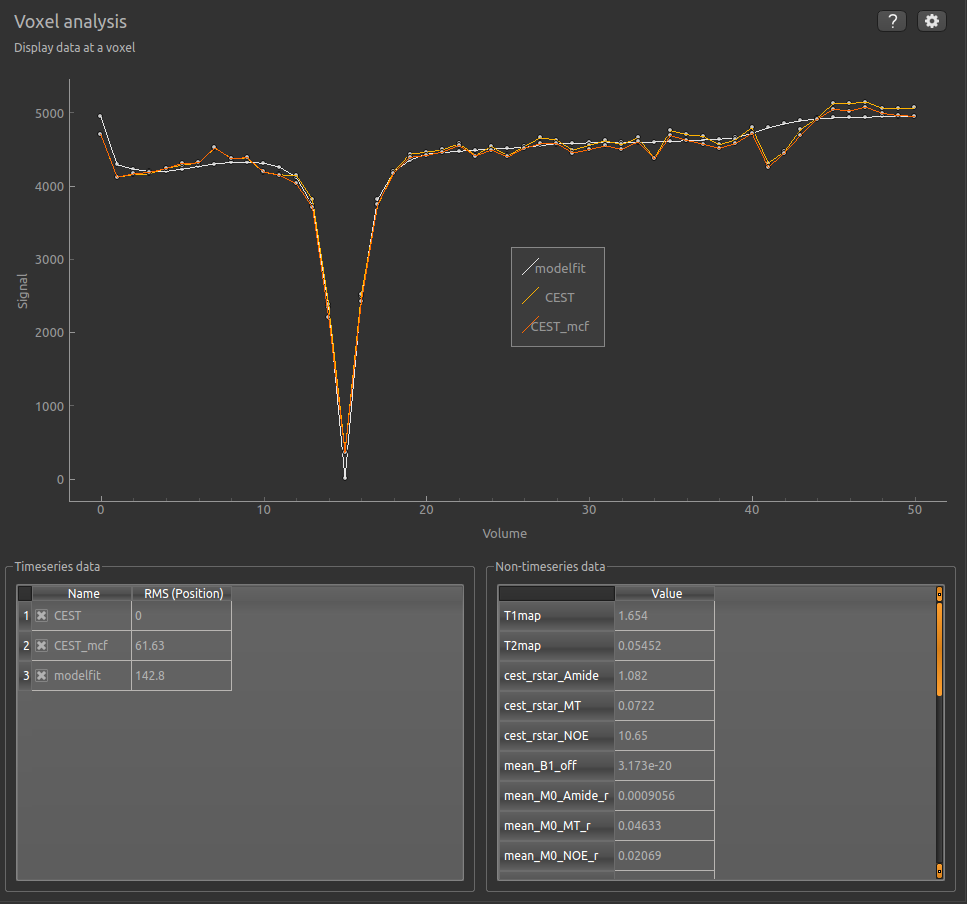 Voxel analysis
?
Display data at a voxel
5000
4000
3000
2000
1000
0
Signal
modelfit
CEST
CEST_mcf
0 10 20 30 40 50
Volume
Timeseries data
Name RMS (Position)
1 CEST 0
2 CEST_mcf 61.63
3 modelfit 142.8
Non-timeseries data
Value
T1map 1.654
T2map 0.05452
cest_rstar_Amide 1.082
cest_rstar_MT 0.0722
cest_rstar_NOE 10.65
mean_B1_off 3.173e-20
mean_M0_Amide_r 0.0009056
mean_M0_MT_r 0.04633
mean_M0_NOE_r 0.02069